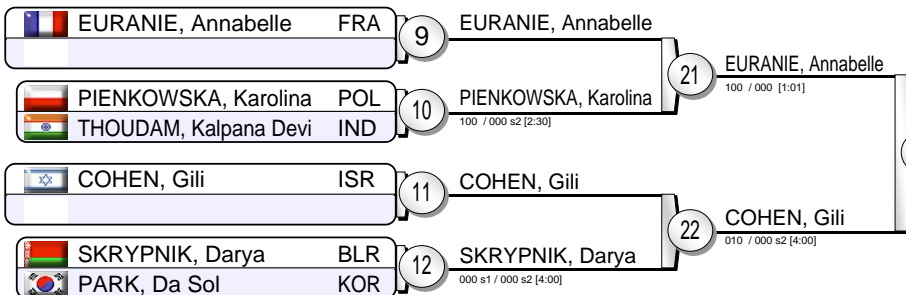 EURANIE, Annabelle FRA
9
EURANIE, Annabelle
PIENKOWSKA, Karolina POL
THOUDAM, Kalpana Devi IND
10
PIENKOWSKA, Karolina
100 / 000 s2 [2:30]
21
EURANIE, Annabelle
100 / 000 [1:01]
COHEN, Gili ISR
11
COHEN, Gili
SKRYPNIK, Darya BLR
PARK, Da Sol KOR
12
SKRYPNIK, Darya
000 s1 / 000 s2 [4:00]
22
COHEN, Gili
010 / 000 s2 [4:00]